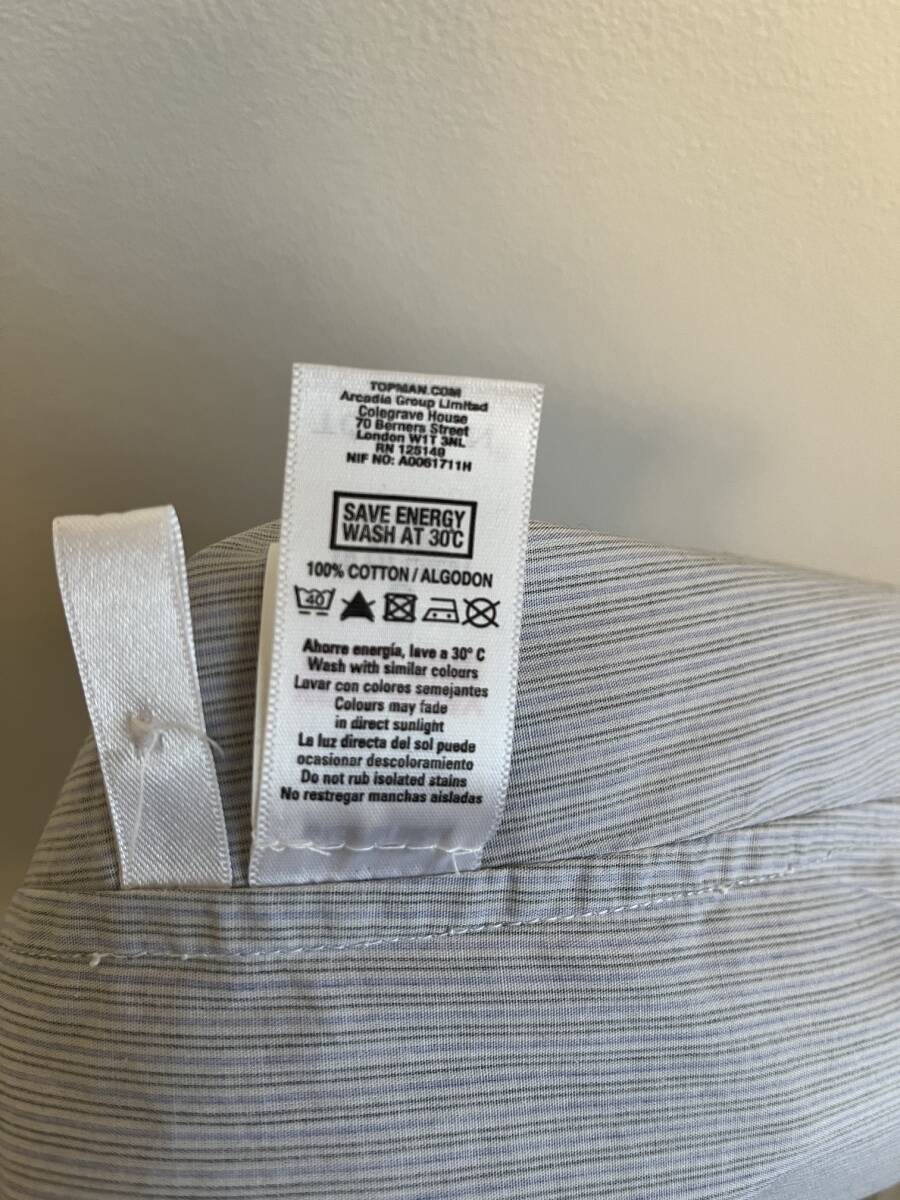 TOPMAN.COM
Arcadia Group Limited
Colegrave House
70 Berners Street
London W1T 3NL
RN 125140
NIF NO: A0061711H
SAVE ENERGY
WASH AT 30°C
100% COTTON / ALGODON
40
Ahorre energía, lave a 30° C
Wash with similar colours
Lavar con colores semejantes
Colours may fade
in direct sunlight
La luz directa del sol puede
ocasionar descoloramiento
Do not rub isolated stains
No restregar manchas aisladas